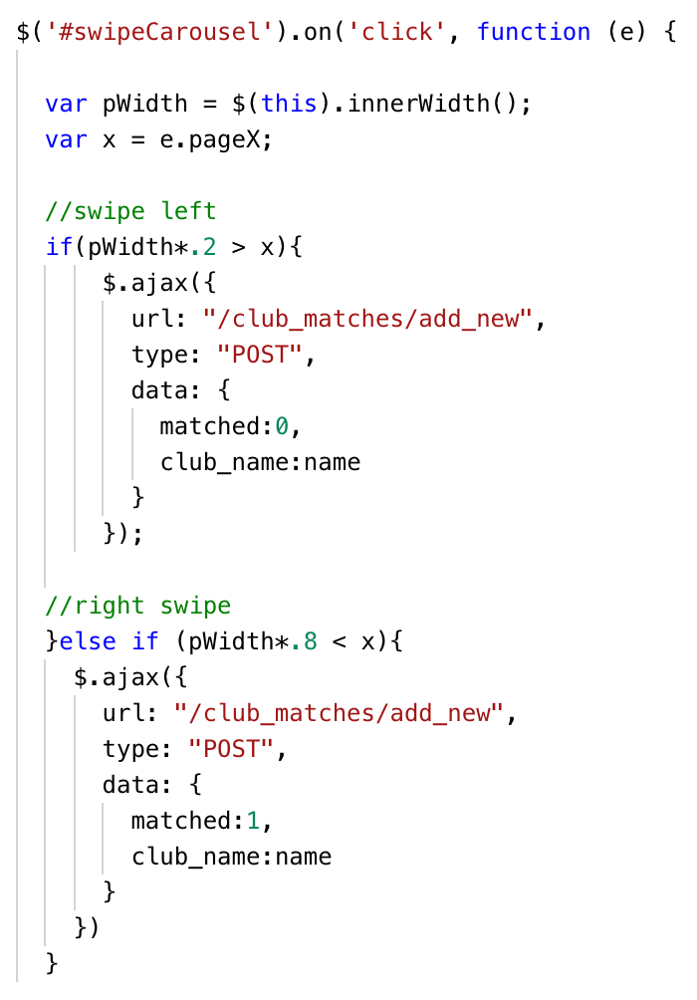 $('#swipeCarousel').on('click', function (e) {
var pWidth = $(this).innerWidth();
var x = e.pageX;
//swipe left
if(pWidth*.2 > x){
$.ajax({
url: "/club_matches/add_new",
type: "POST",
data: {
matched:0,
club_name:name
}
});
//right swipe
}else if (pWidth*.8 < x){
$.ajax({
url: "/club_matches/add_new",
type: "POST",
data: {
matched:1,
club_name:name
}
})
}